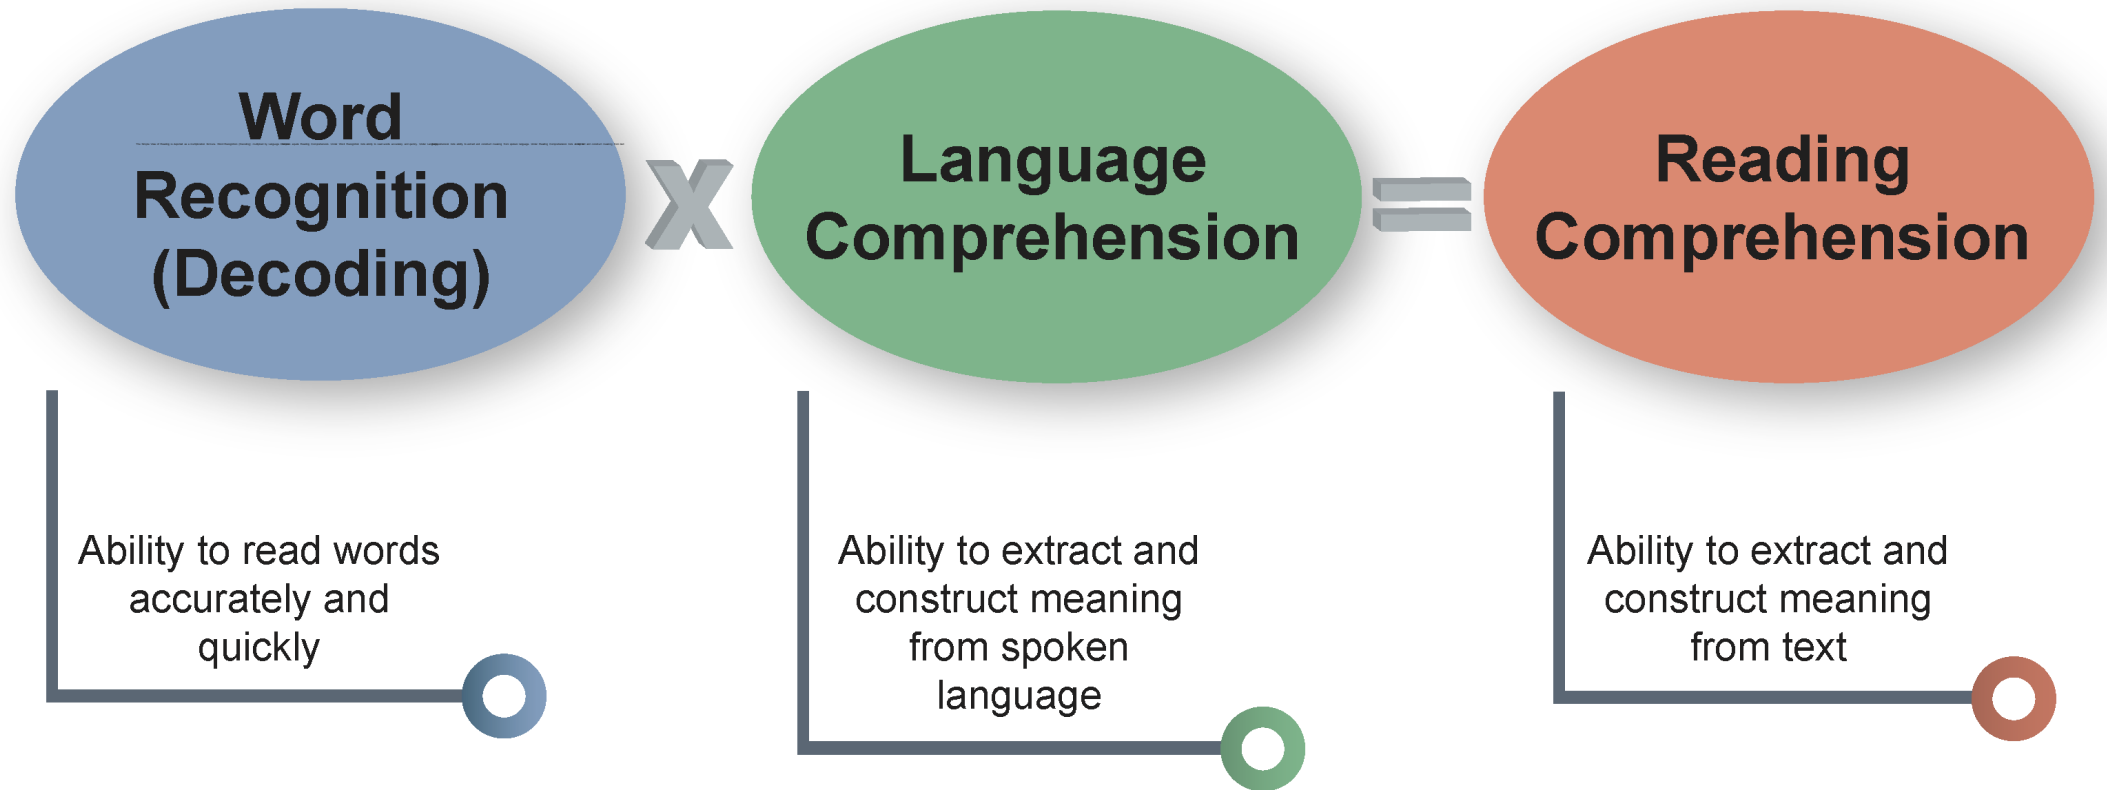 Word
Recognition
(Decoding)
x
Language
Comprehension
=
Reading
Comprehension
Ability to read words
accurately and
quickly
Ability to extract and
construct meaning
from spoken
language
Ability to extract and
construct meaning
from text